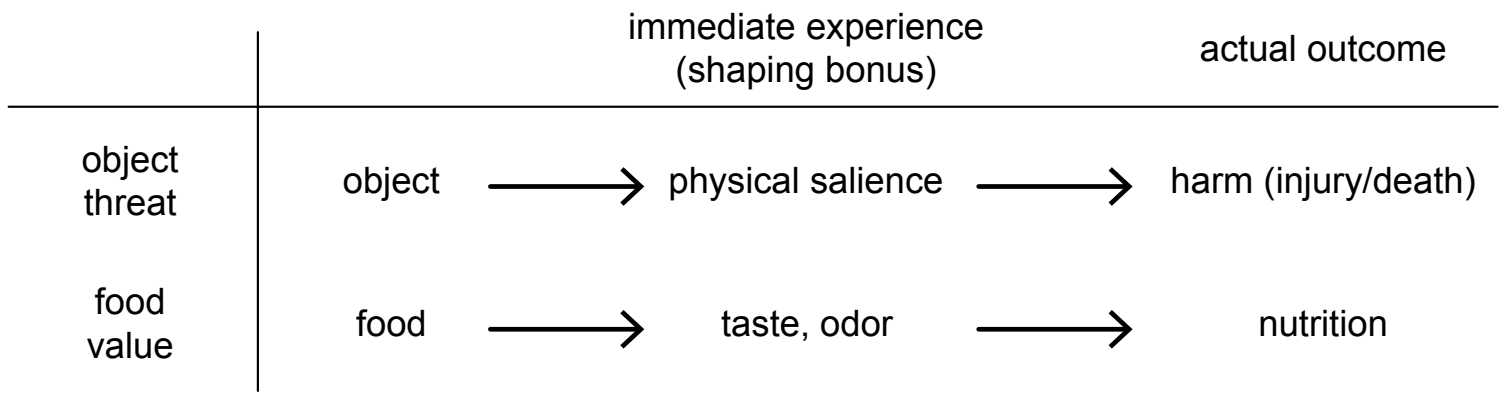 immediate experience
(shaping bonus)
actual outcome
object
threat
object
physical salience
harm (injury/death)
food
value
food
taste, odor
nutrition